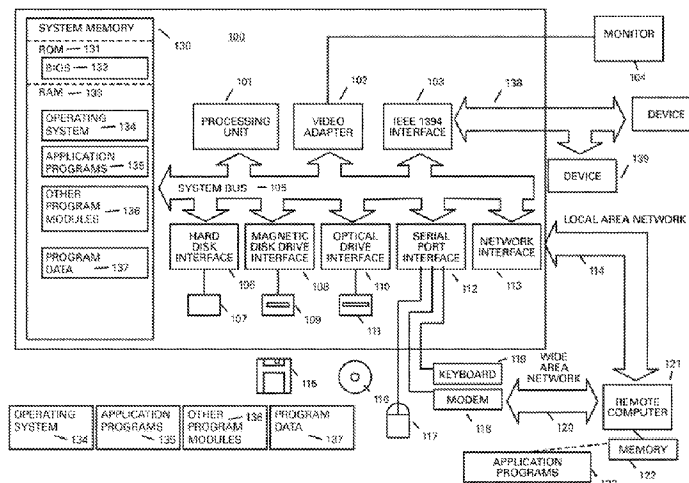 SYSTEM MEMORY
130
100
ROM 131
BIOS 132
RAM 133
OPERATING
SYSTEM 134
APPLICATION
PROGRAMS 135
OTHER
PROGRAM 136
MODULES
PROGRAM
DATA 137
101
PROCESSING
UNIT
102
VIDEO
ADAPTER
103
IEEE 1394
INTERFACE
138
MONITOR
104
DEVICE
DEVICE
139
SYSTEM BUS 105
HARD
DISK
INTERFACE
106
MAGNETIC
DISK DRIVE
INTERFACE
108
OPTICAL
DRIVE
INTERFACE
110
SERIAL
PORT
INTERFACE
112
NETWORK
INTERFACE
113
LOCAL AREA NETWORK
114
107
109
111
115
116
117
119
KEYBOARD
MODEM
118
WIDE
AREA
NETWORK
120
121
REMOTE
COMPUTER
MEMORY
122
APPLICATION
PROGRAMS
OPERATING
SYSTEM
134
APPLICATION
PROGRAMS
135
OTHER 136
PROGRAM
MODULES
PROGRAM
DATA
137